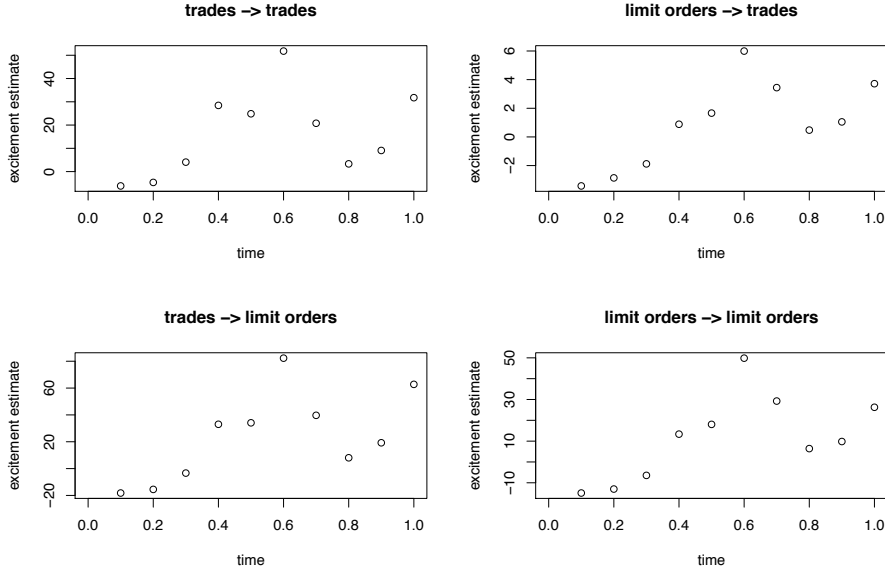 trades −> trades
excitement estimate
0 20 40
0.0 0.2 0.4 0.6 0.8 1.0
time
limit orders −> trades
excitement estimate
−2 0 2 4 6
0.0 0.2 0.4 0.6 0.8 1.0
time
trades −> limit orders
excitement estimate
−20 20 60
0.0 0.2 0.4 0.6 0.8 1.0
time
limit orders −> limit orders
excitement estimate
−10 10 30 50
0.0 0.2 0.4 0.6 0.8 1.0
time